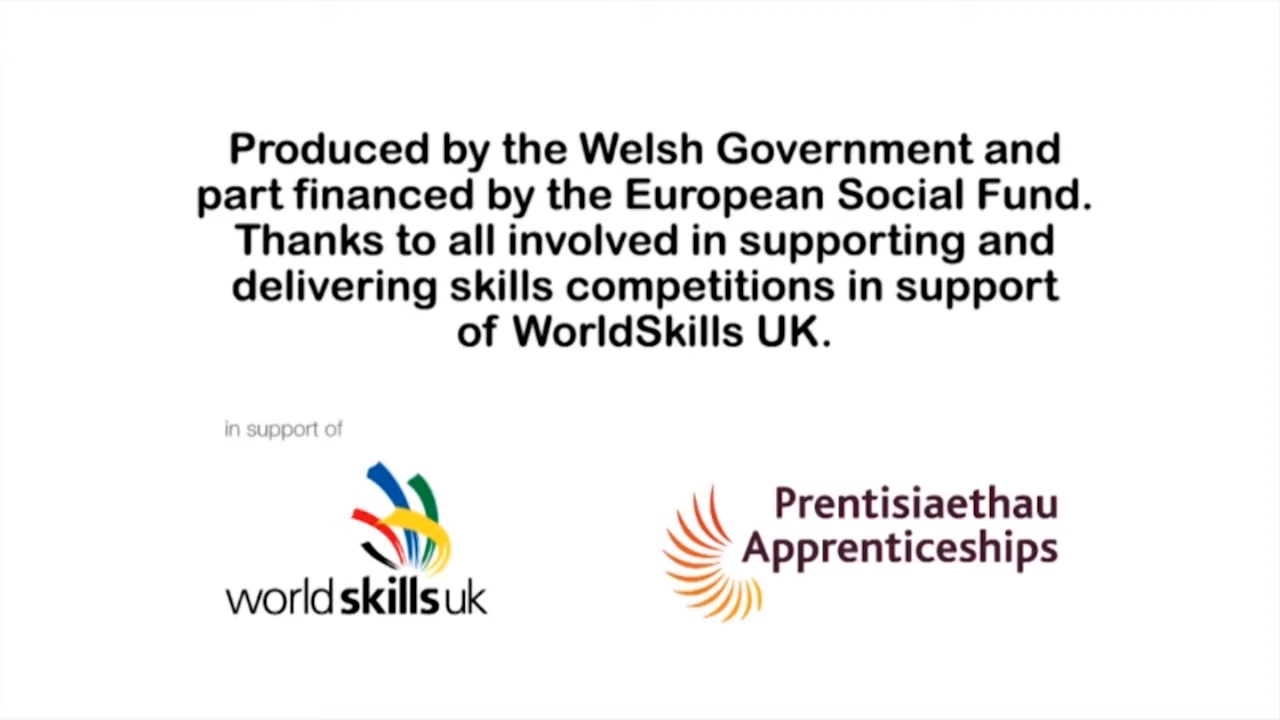 Produced by the Welsh Government and
part financed by the European Social Fund.
Thanks to all involved in supporting and
delivering skills competitions in support
of WorldSkills UK.
in support of
worldskillsuk
Prentisiaethau
Apprenticeships